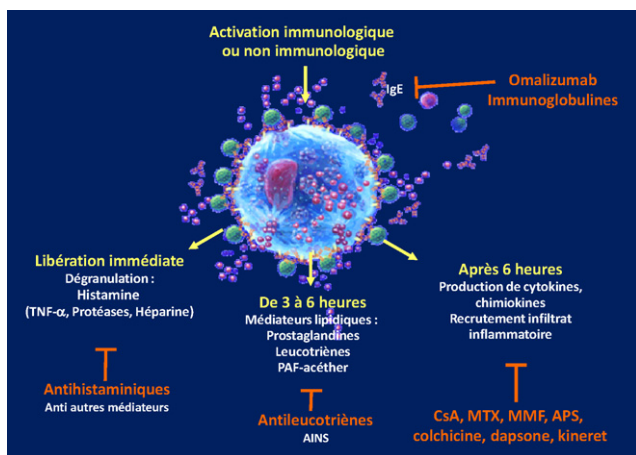 Activation immunologique
ou non immunologique
IgE
Omalizumab
Immunoglobulines
Libération immédiate
Dégranulation :
Histamine
(TNF-α, Protéases, Héparine)
Antihistaminiques
Anti autres médiateurs
De 3 à 6 heures
Médiateurs lipidiques :
Prostaglandines
Leucotriènes
PAF-acéther
Antileucotriènes
AINS
Après 6 heures
Production de cytokines,
chimiokines
Recrutement infiltrat
inflammatoire
CsA, MTX, MMF, APS,
colchicine, dapsone, kineret